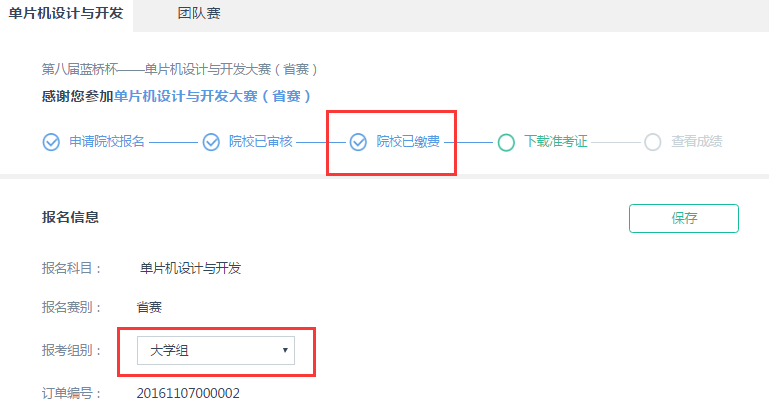 单片机设计与开发 团队赛
第八届蓝桥杯——单片机设计与开发大赛（省赛）
感谢您参加单片机设计与开发大赛（省赛）
申请院校报名 院校已审核 院校已缴费 下载准考证 查看成绩
报名信息 保存
报名科目： 单片机设计与开发
报名赛别： 省赛
报考组别： 大学组
订单编号： 20161107000002